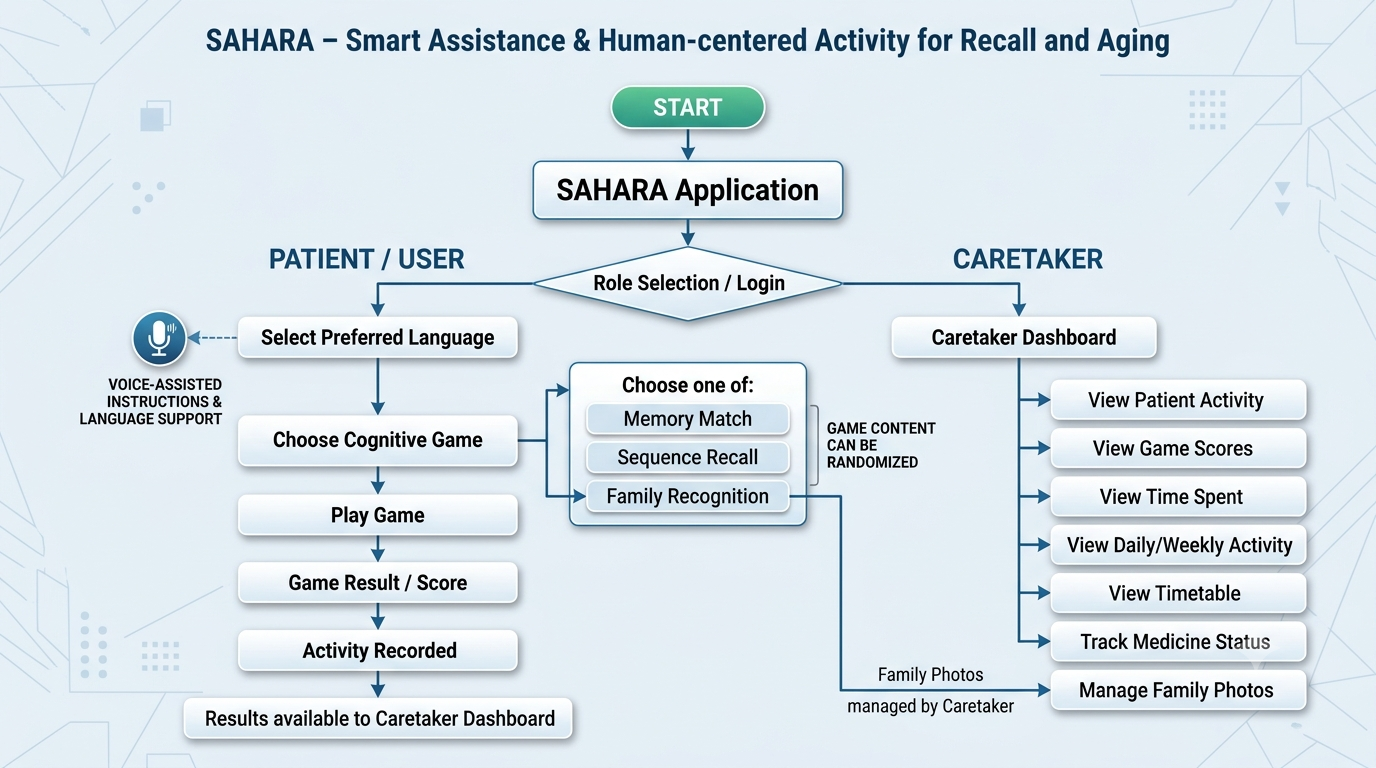 SAHARA – Smart Assistance & Human-centered Activity for Recall and Aging
START
SAHARA Application
PATIENT / USER
CARETAKER
Role Selection / Login
Select Preferred Language
VOICE-ASSISTED
INSTRUCTIONS &
LANGUAGE SUPPORT
Choose Cognitive Game
Play Game
Game Result / Score
Activity Recorded
Results available to Caretaker Dashboard
Choose one of:
Memory Match
Sequence Recall
Family Recognition
GAME CONTENT
CAN BE
RANDOMIZED
Family Photos
managed by Caretaker
Caretaker Dashboard
View Patient Activity
View Game Scores
View Time Spent
View Daily/Weekly Activity
View Timetable
Track Medicine Status
Manage Family Photos